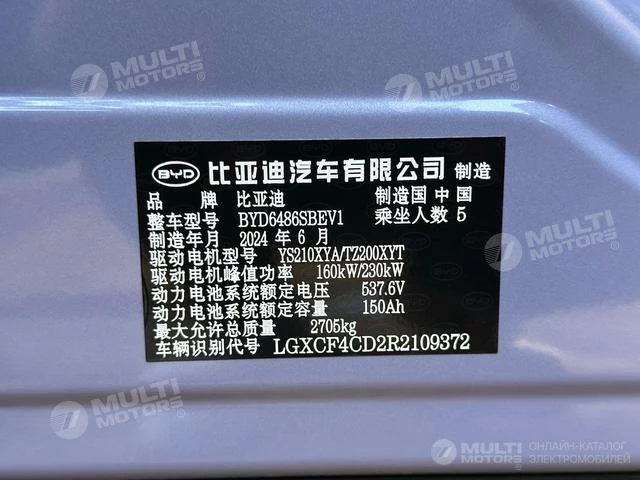 MULTI MOTORS®
MULTI MOTORS®
BYD 比亚迪汽车有限公司 制造
品 牌 比亚迪 制造国 中国
整车型号 BYD6486SBEV1 乘坐人数 5
制造年月 2024 年 6 月
驱动电机型号 YS210XYA/TZ200XYT
驱动电机峰值功率 160kW/230kW
动力电池系统额定电压 537.6V
动力电池系统额定容量 150Ah
最大允许总质量 2705kg
车辆识别代号 LGXCF4CD2R2109372
MULTI MOTORS®
MULTI MOTORS®
MULTI MOTORS®
ОНЛАЙН-КАТАЛОГ
ЭЛЕКТРОМОБИЛЕЙ